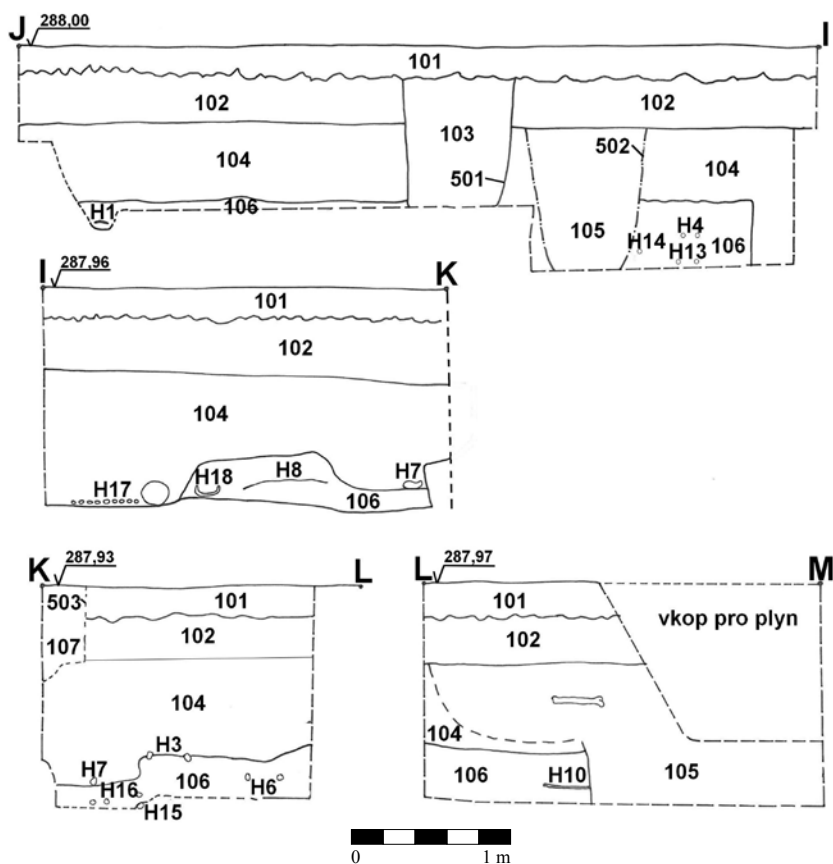 J 288,00 I
101
102 102
103
104 502 104
501
H1 106
105 H14 H4 106
H13
I 287,96 K
101
102
104
H17 H18 H8 H7
106
K 287,93 L
503 101
107 102
104
H3
H7 H16 106 H6
H15
L 287,97 M
101 vkop pro plyn
102
104
106 H10 105
0 1 m